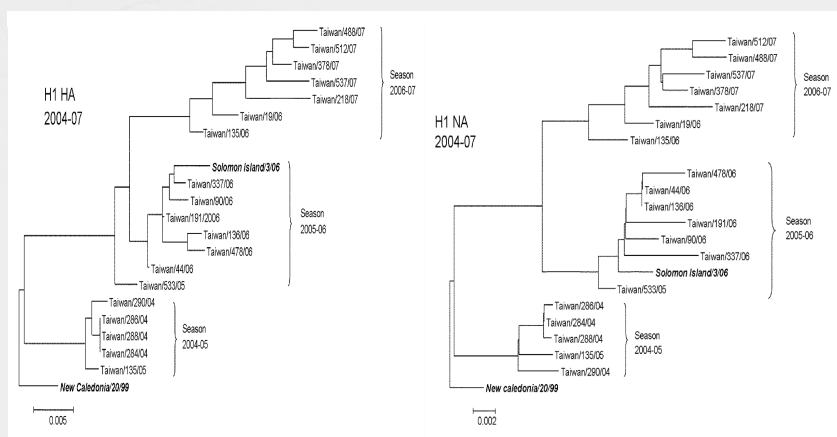 H1 HA
2004-07
Taiwan/488/07
Taiwan/512/07
Taiwan/378/07
Taiwan/537/07
Taiwan/218/07
Taiwan/19/06
Taiwan/135/06
Season
2006-07
Solomon island/3/06
Taiwan/337/06
Taiwan/90/06
Taiwan/191/2006
Taiwan/136/06
Taiwan/478/06
Taiwan/44/06
Taiwan/533/05
Season
2005-06
Taiwan/290/04
Taiwan/286/04
Taiwan/288/04
Taiwan/284/04
Taiwan/135/05
Season
2004-05
New Caledonia/20/99
0.005
H1 NA
2004-07
Taiwan/512/07
Taiwan/488/07
Taiwan/537/07
Taiwan/378/07
Taiwan/218/07
Taiwan/19/06
Taiwan/135/06
Season
2006-07
Taiwan/478/06
Taiwan/44/06
Taiwan/136/06
Taiwan/191/06
Taiwan/90/06
Taiwan/337/06
Solomon Island/3/06
Taiwan/533/05
Season
2005-06
Taiwan/286/04
Taiwan/284/04
Taiwan/288/04
Taiwan/135/05
Taiwan/290/04
Season
2004-05
New caledonia/20/99
0.002